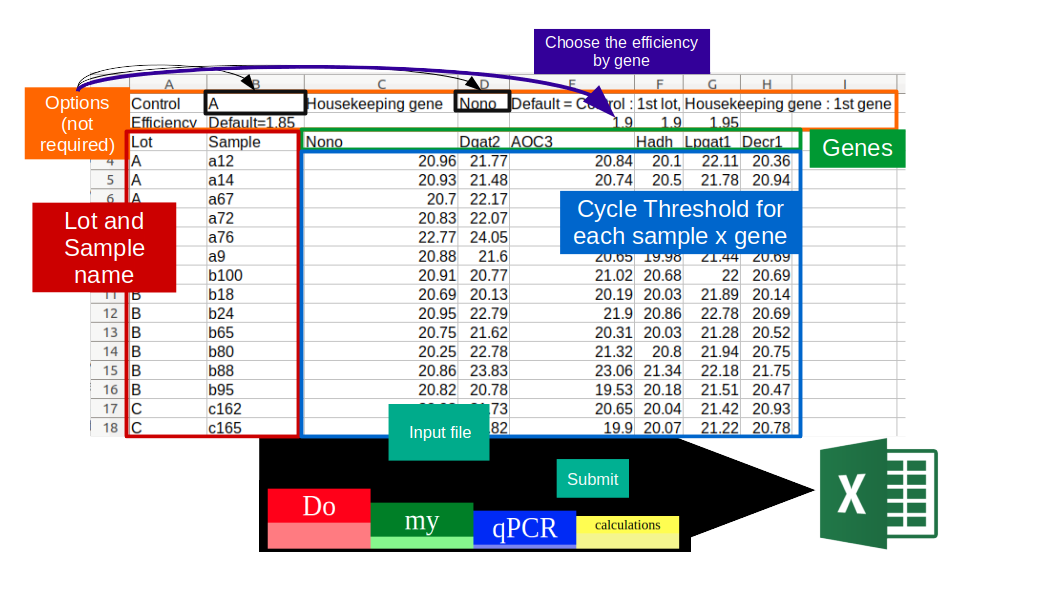 Choose the efficiency
by gene
A B C D E F G H I
Options
(not
required)
Control A Housekeeping gene Nono Default = Control : 1st lot, Housekeeping gene : 1st gene
Efficiency Default=1.85 1.9 1.9 1.95
Lot Sample Nono Dgat2 AOC3 Hadh Lpgat1 Decr1
Genes
4 A a12 20.96 21.77 20.84 20.1 22.11 20.36
5 A a14 20.93 21.48 20.74 20.5 21.78 20.94
6 A a67 20.7 22.17
Lot and
Sample
name
Cycle Threshold for
each sample x gene
a72 20.83 22.07
a76 22.77 24.05
a9 20.88 21.6 20.65 19.98 21.44 20.69
b100 20.91 20.77 21.02 20.68 22 20.69
11 B b18 20.69 20.13 20.19 20.03 21.89 20.14
12 B b24 20.95 22.79 21.9 20.86 22.78 20.69
13 B b65 20.75 21.62 20.31 20.03 21.28 20.52
14 B b80 20.25 22.78 21.32 20.8 21.94 20.75
15 B b88 20.86 23.83 23.06 21.34 22.18 21.75
16 B b95 20.82 20.78 19.53 20.18 21.51 20.47
17 C c162 .73 20.65 20.04 21.42 20.93
18 C c165 82 19.9 20.07 21.22 20.78
Input file
Submit
Do
my
qPCR
calculations
X